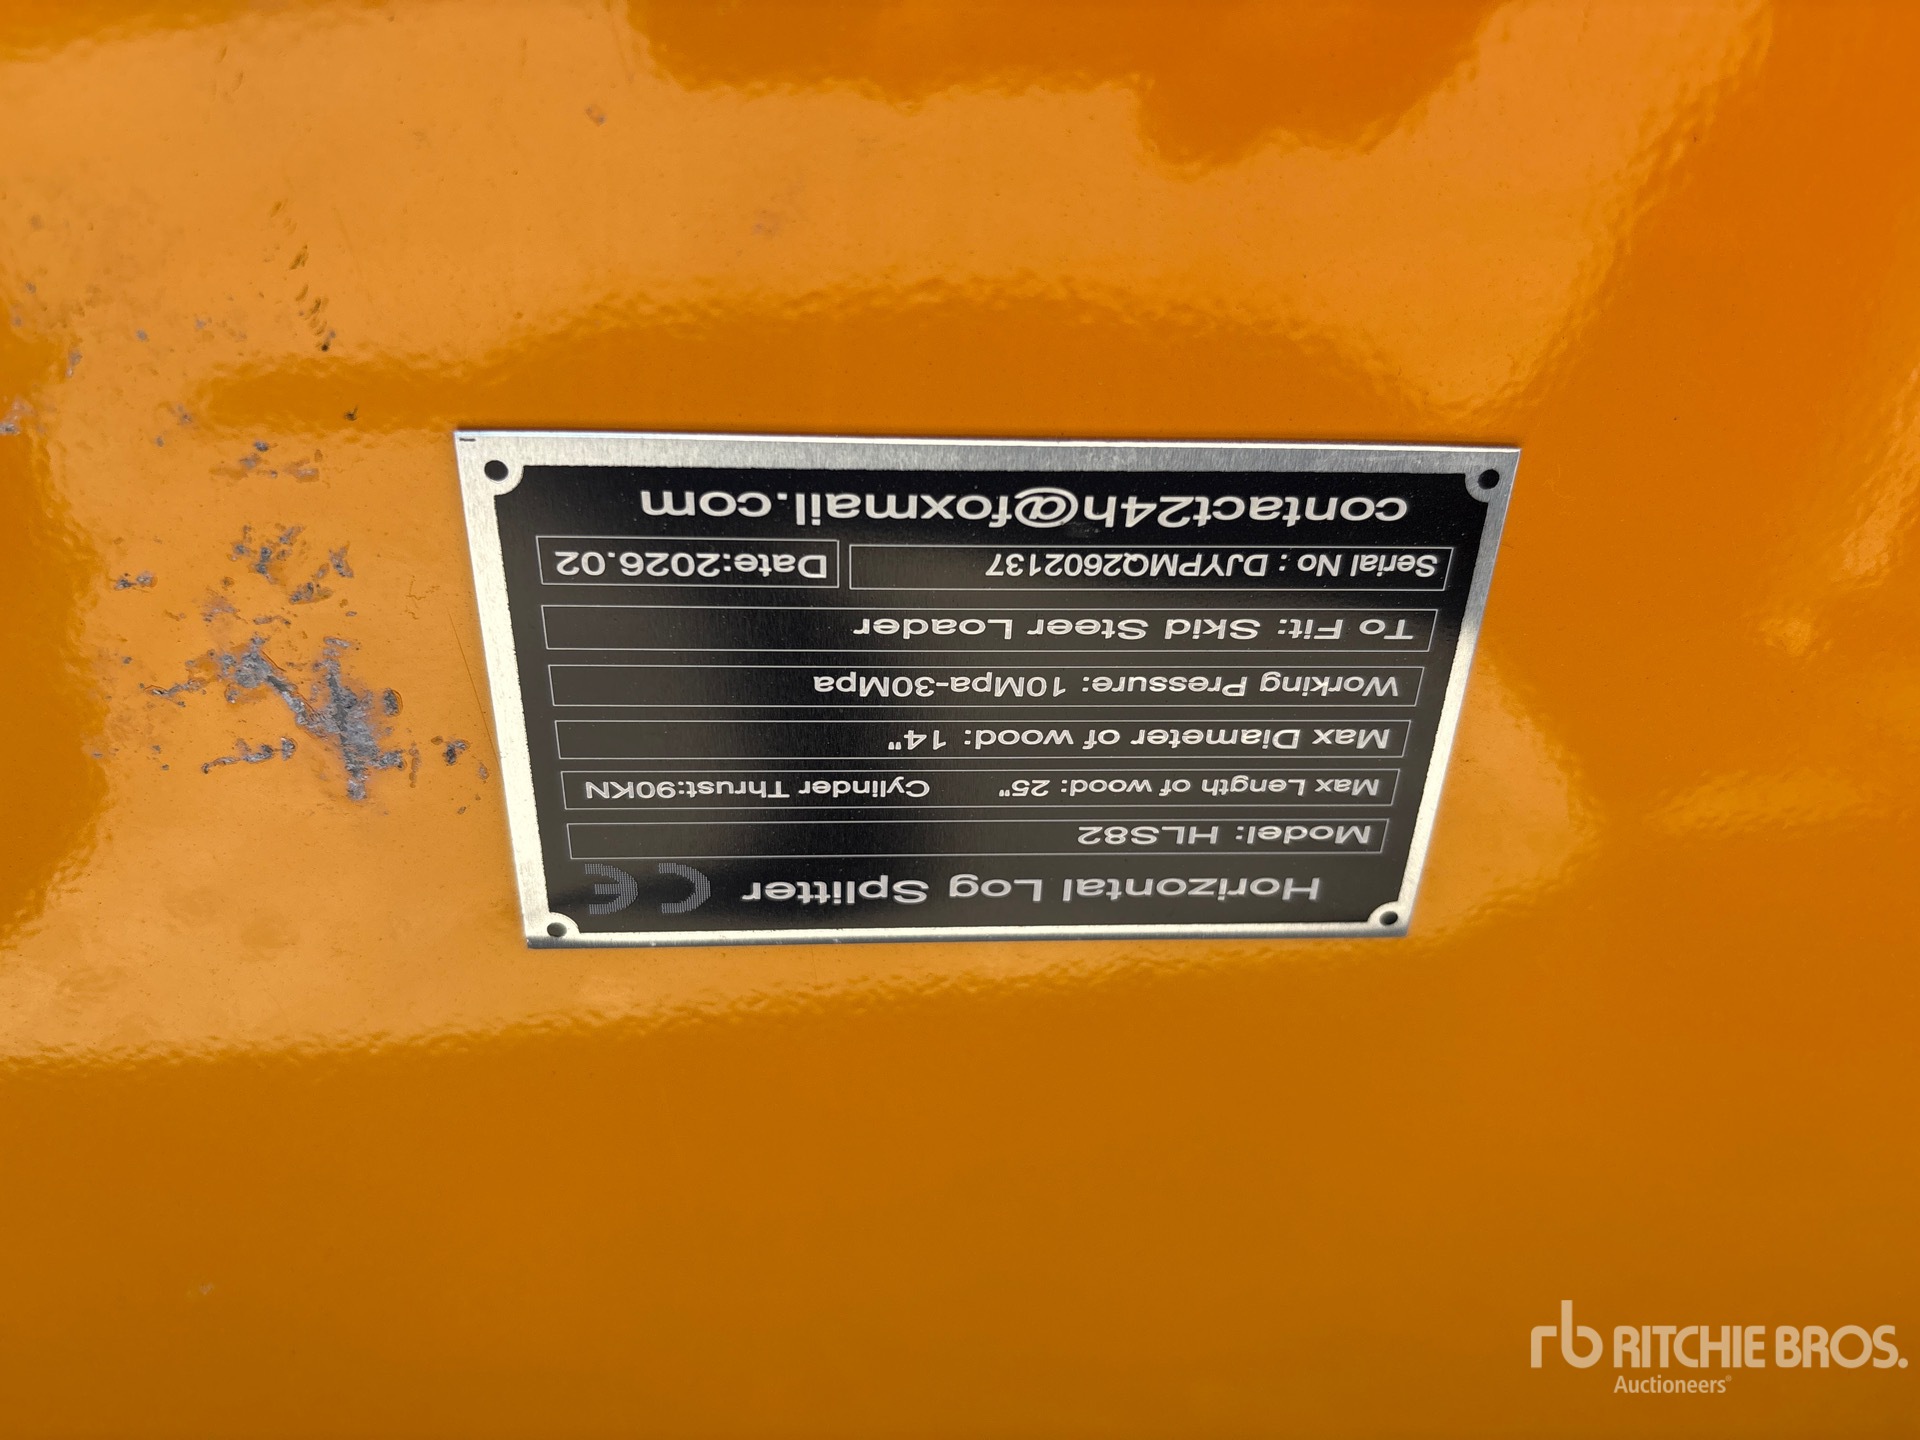 Horizontal Log Splitter CE
Model: HLS82
Max Length of wood: 25" Cylinder Thrust:90KN
Max Diameter of wood: 14"
Working Pressure: 10Mpa-30Mpa
To Fit: Skid Steer Loader
Serial No : DJYPMQ2602137 Date:2026.02
contact24h@foxmail.com
rb RITCHIE BROS.
Auctioneers®